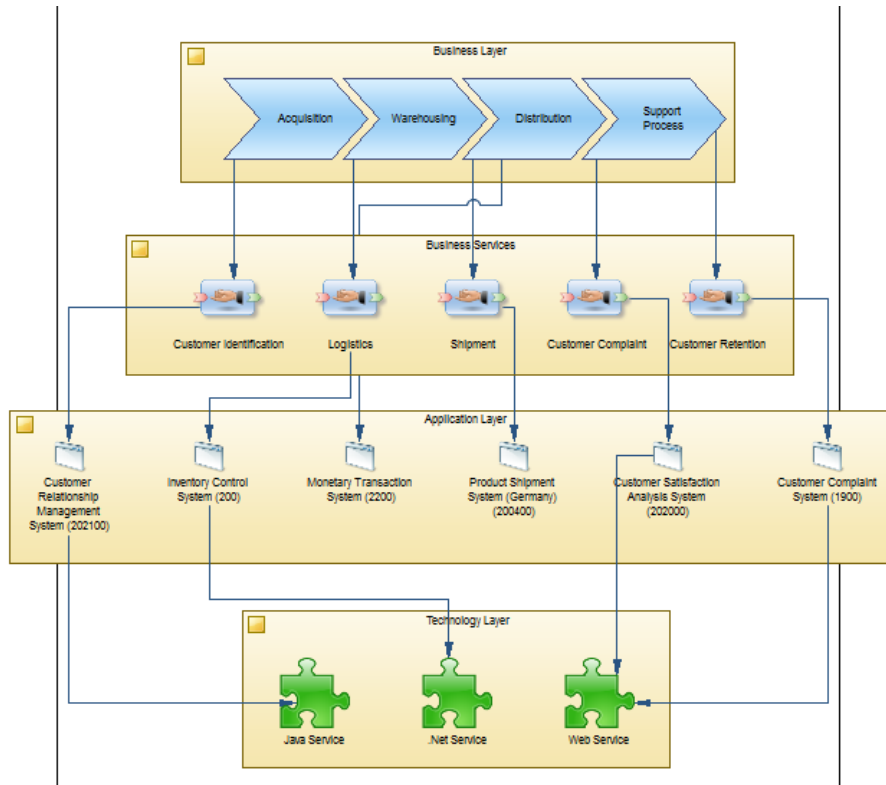 Business Layer
Acquisition
Warehousing
Distribution
Support
Process
Business Services
Customer Identification
Logistics
Shipment
Customer Complaint
Customer Retention
Application Layer
Customer
Relationship
Management
System (202100)
Inventory Control
System (200)
Monetary Transaction
System (2200)
Product Shipment
System (Germany)
(200400)
Customer Satisfaction
Analysis System
(202000)
Customer Complaint
System (1900)
Technology Layer
Java Service
.Net Service
Web Service